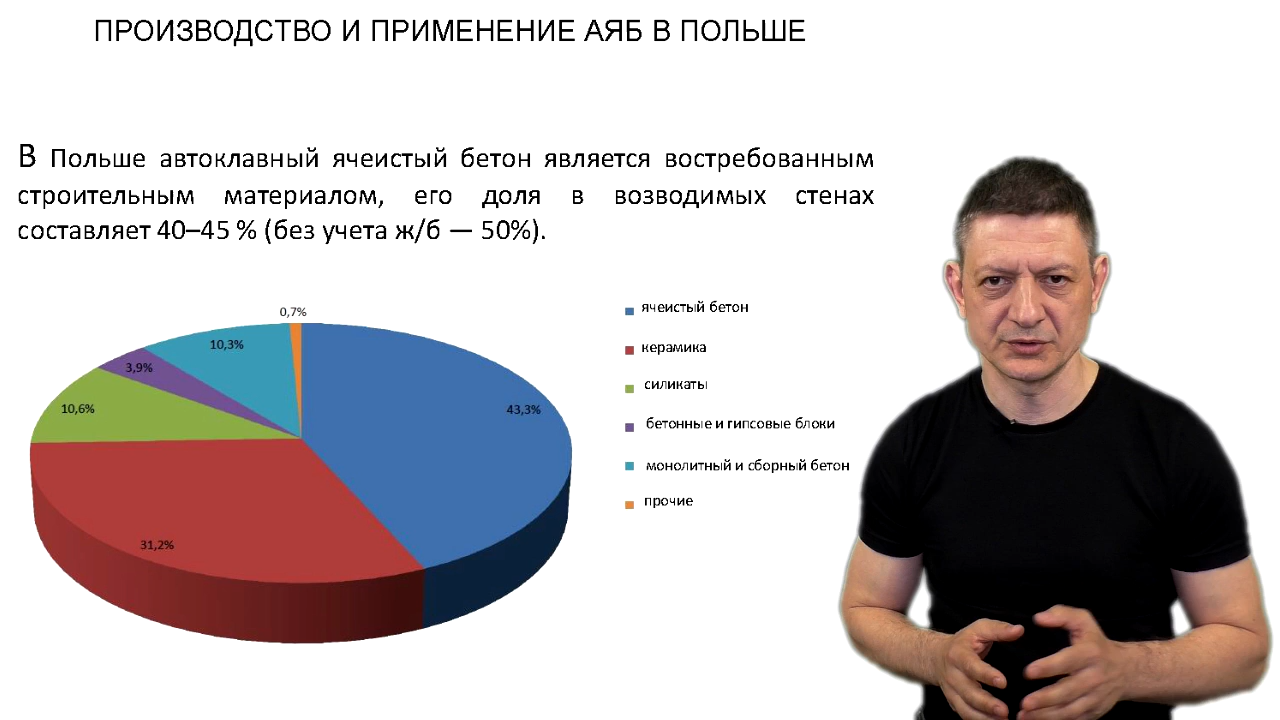 ПРОИЗВОДСТВО И ПРИМЕНЕНИЕ АЯБ В ПОЛЬШЕ
В Польше автоклавный ячеистый бетон является востребованным
строительным материалом, его доля в возводимых стенах
составляет 40–45 % (без учета ж/б — 50%).
0,7%
10,3%
3,9%
10,6%
43,3%
31,2%
ячеистый бетон
керамика
силикаты
бетонные и гипсовые блоки
монолитный и сборный бетон
прочие